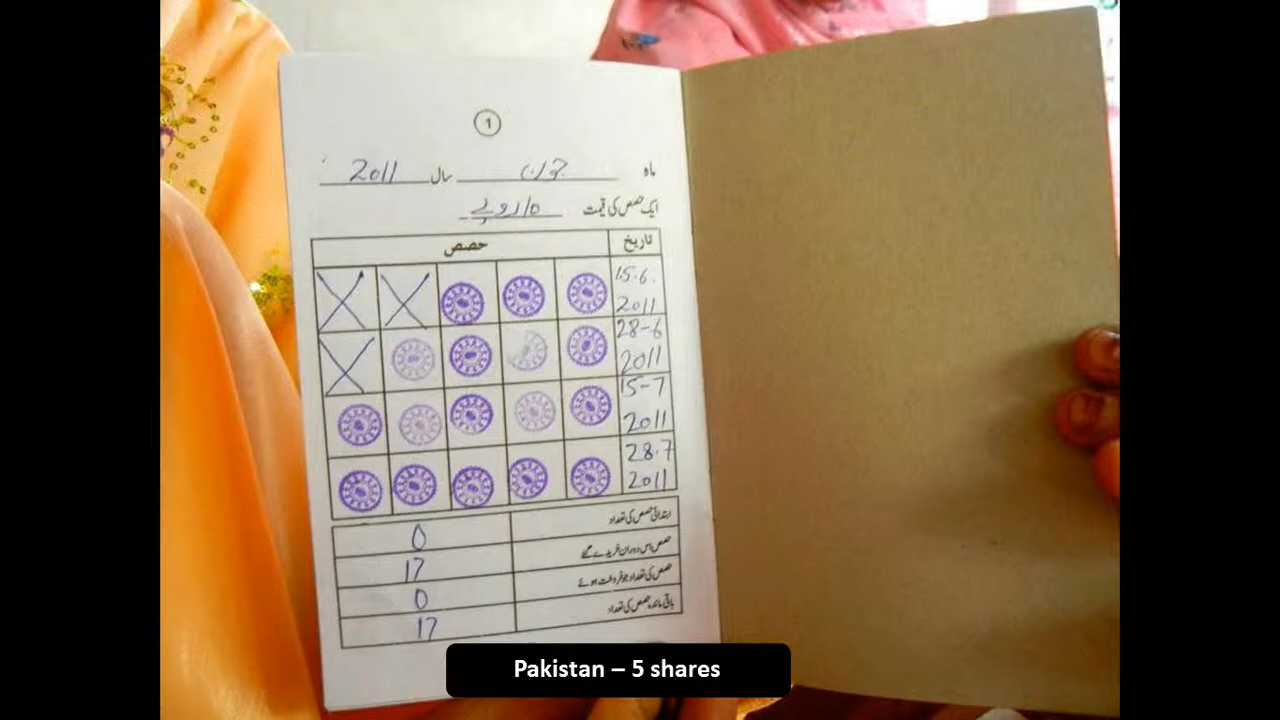 1
ماہ جون سال 2011
ایک حصص کی قیمت 10 روپے
تاریخ حصص
15.6.
2011
28-6
2011
15-7
2011
28.7
2011
ابتدائی حصص کی تعداد 0
حصص اس دوران خریدے گئے 17
حصص کی تعداد جو فروخت ہوئے 0
باقی ماندہ حصص کی تعداد 17
Pakistan – 5 shares